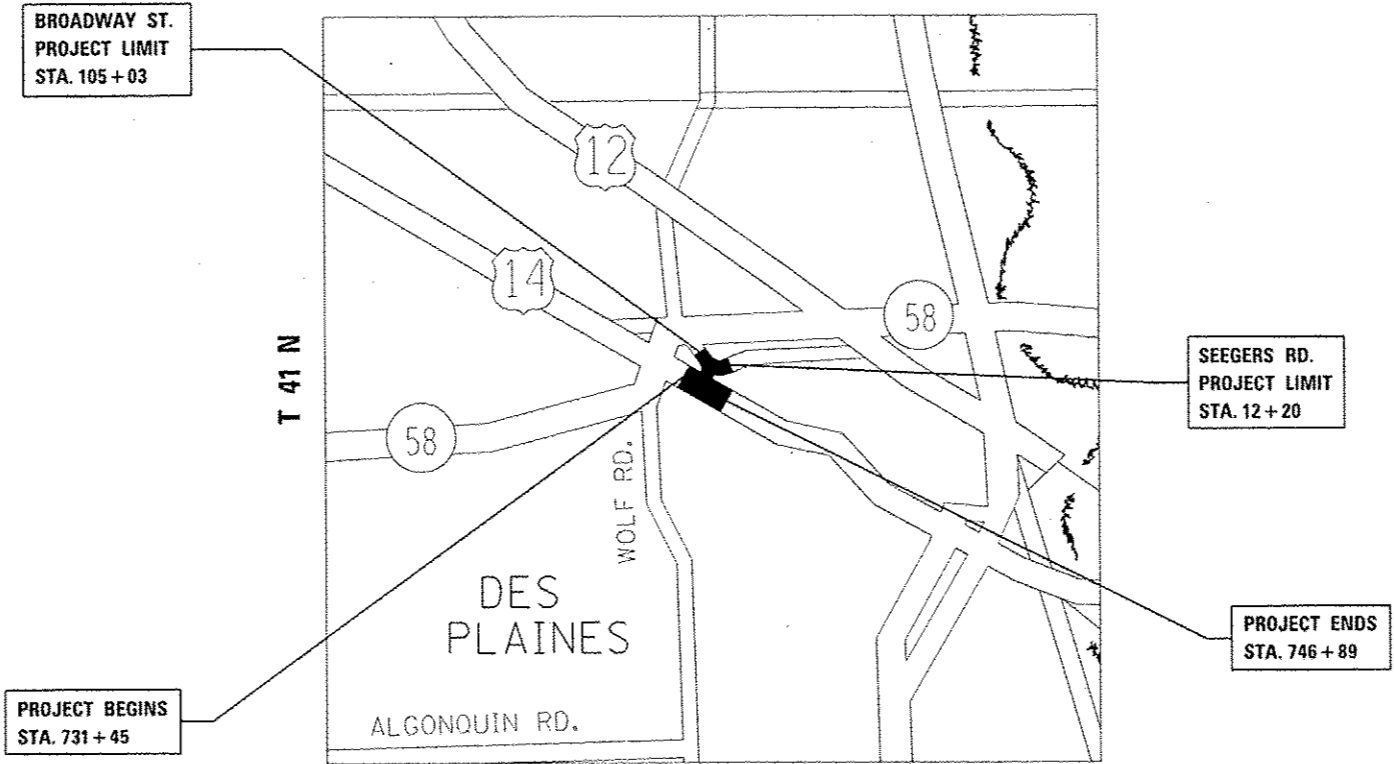 BROADWAY ST.
PROJECT LIMIT
STA. 105+03
12
14
58
T 41 N
SEEGERS RD.
PROJECT LIMIT
STA. 12+20
58
WOLF RD.
DES
PLAINES
PROJECT ENDS
STA. 746+89
PROJECT BEGINS
STA. 731+45
ALGONQUIN RD.